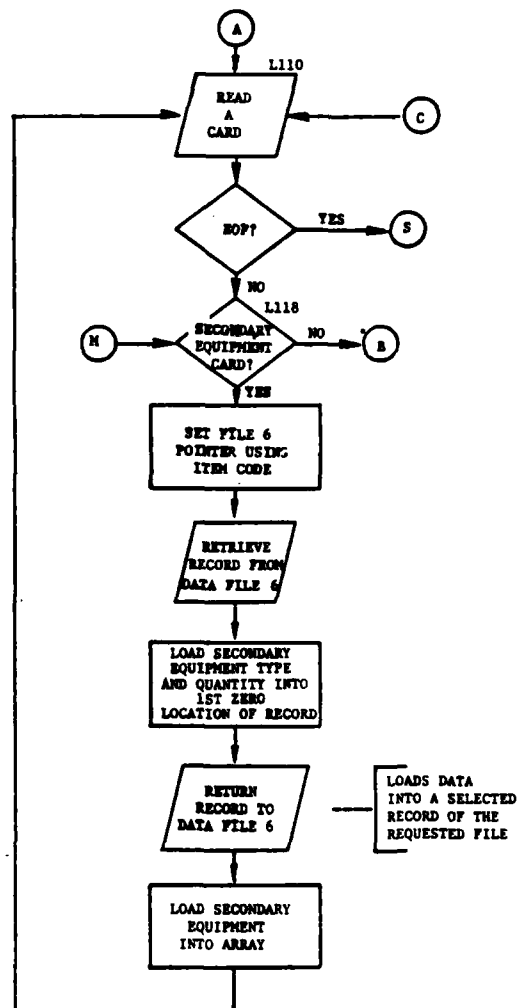 A
L110
READ
A
CARD
C
EOF?
YES
S
NO
L118
M
SECONDARY
EQUIPMENT
CARD?
NO
B
YES
SET FILE 6
POINTER USING
ITEM CODE
RETRIEVE
RECORD FROM
DATA FILE 6
LOAD SECONDARY
EQUIPMENT TYPE
AND QUANTITY INTO
1ST ZERO
LOCATION OF RECORD
RETURN
RECORD TO
DATA FILE 6
LOADS DATA
INTO A SELECTED
RECORD OF THE
REQUESTED FILE
LOAD SECONDARY
EQUIPMENT
INTO ARRAY